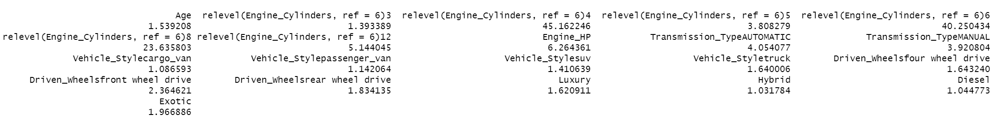 Age relevel(Engine_Cylinders, ref = 6)3 relevel(Engine_Cylinders, ref = 6)4 relevel(Engine_Cylinders, ref = 6)5 relevel(Engine_Cylinders, ref = 6)6
1.539208 1.393389 45.162246 3.808279 40.250434
relevel(Engine_Cylinders, ref = 6)8 relevel(Engine_Cylinders, ref = 6)12 Engine_HP Transmission_TypeAUTOMATIC Transmission_TypeMANUAL
23.635803 5.144045 6.264361 4.054077 3.920804
Vehicle_Stylecargo_van Vehicle_Stylepassenger_van Vehicle_Stylesuv Vehicle_Styletruck Driven_Wheelsfour wheel drive
1.086593 1.142064 1.410639 1.640006 1.643240
Driven_Wheelsfront wheel drive Driven_Wheelsrear wheel drive Luxury Hybrid Diesel
2.364621 1.834135 1.620911 1.031784 1.044773
Exotic
1.966886